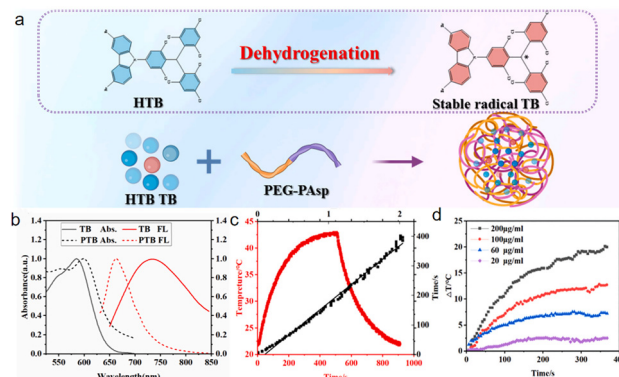 a
Dehydrogenation
HTB
Stable radical TB
HTB TB
PEG-PAsp
b
TB Abs.
TB FL
PTB Abs.
PTB FL
Absorbance(a.u.)
1.4
1.2
1.0
0.8
0.6
0.4
0.2
0.0
1.0
0.8
0.6
0.4
0.2
0.0
550 600 650 700 750 800 850
Wavelength(nm)
c
0 1 2
Tempreture/°C
45
40
35
30
25
20
400
300
200
100
0
Time/s
0 200 400 600 800 1000
Time/s
d
200μg/ml
100μg/ml
60 μg/ml
20 μg/ml
ΔT/°C
25
20
15
10
5
0
0 100 200 300 400
Time/s